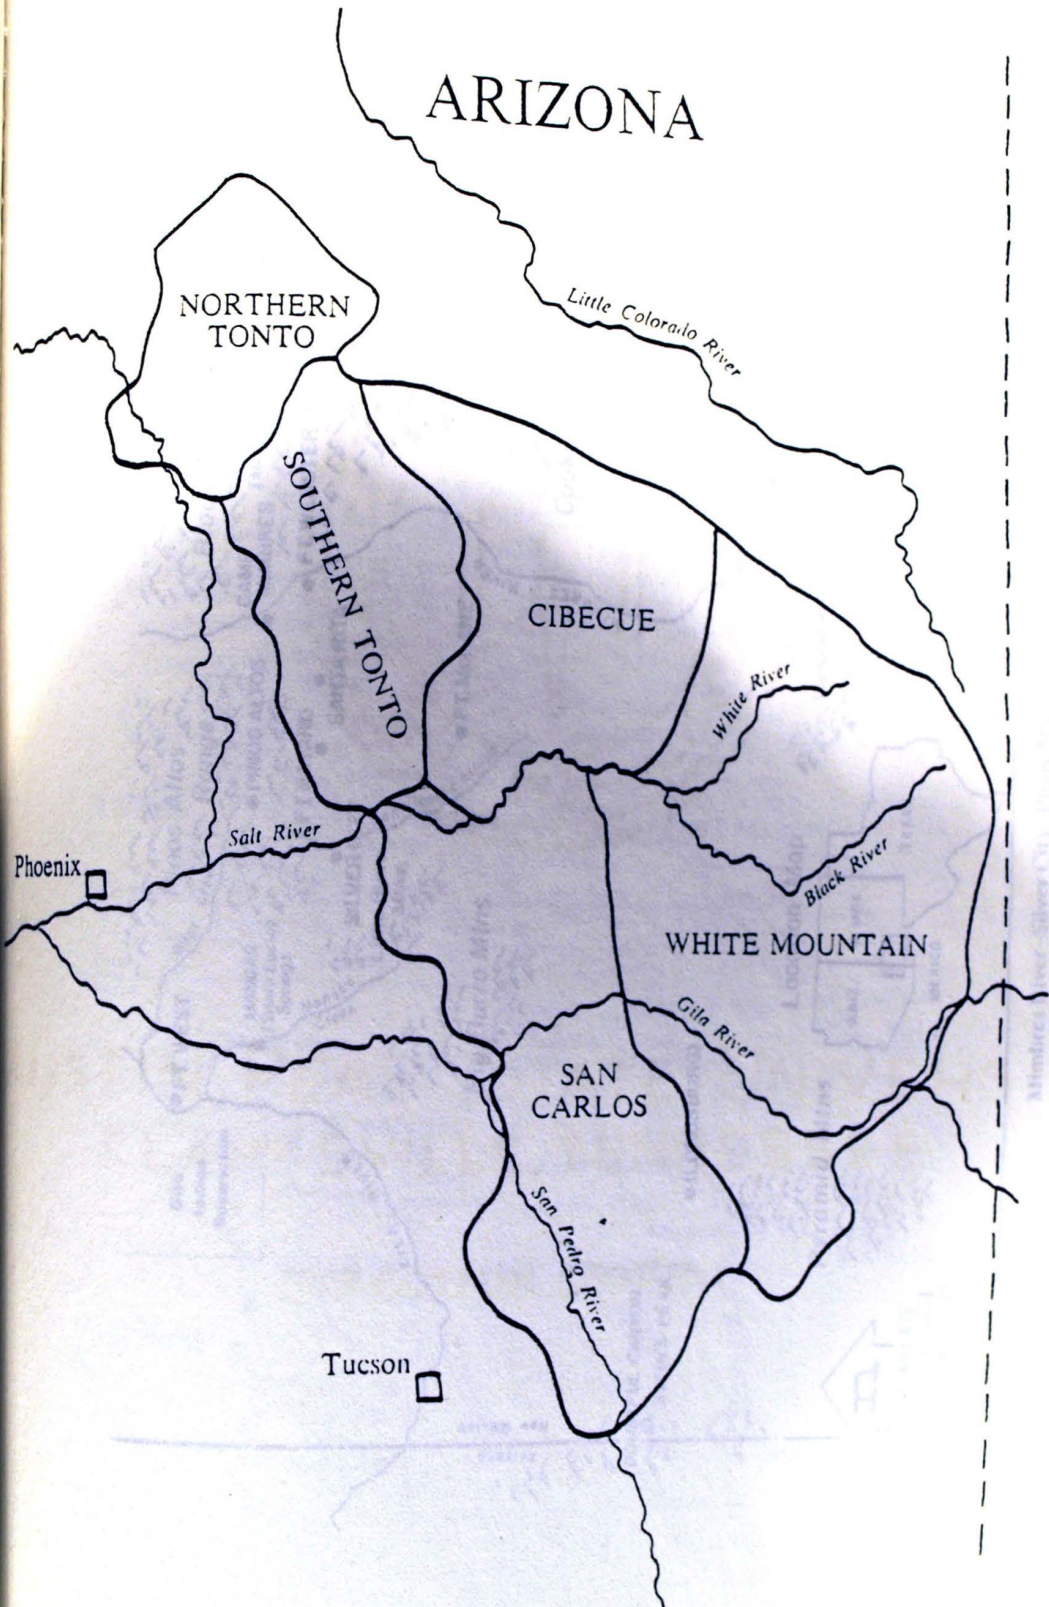 ARIZONA
NORTHERN
TONTO
Little Colorado River
SOUTHERN TONTO
CIBECUE
White River
Salt River
Phoenix
Black River
WHITE MOUNTAIN
Gila River
SAN
CARLOS
San Pedro River
Tucson